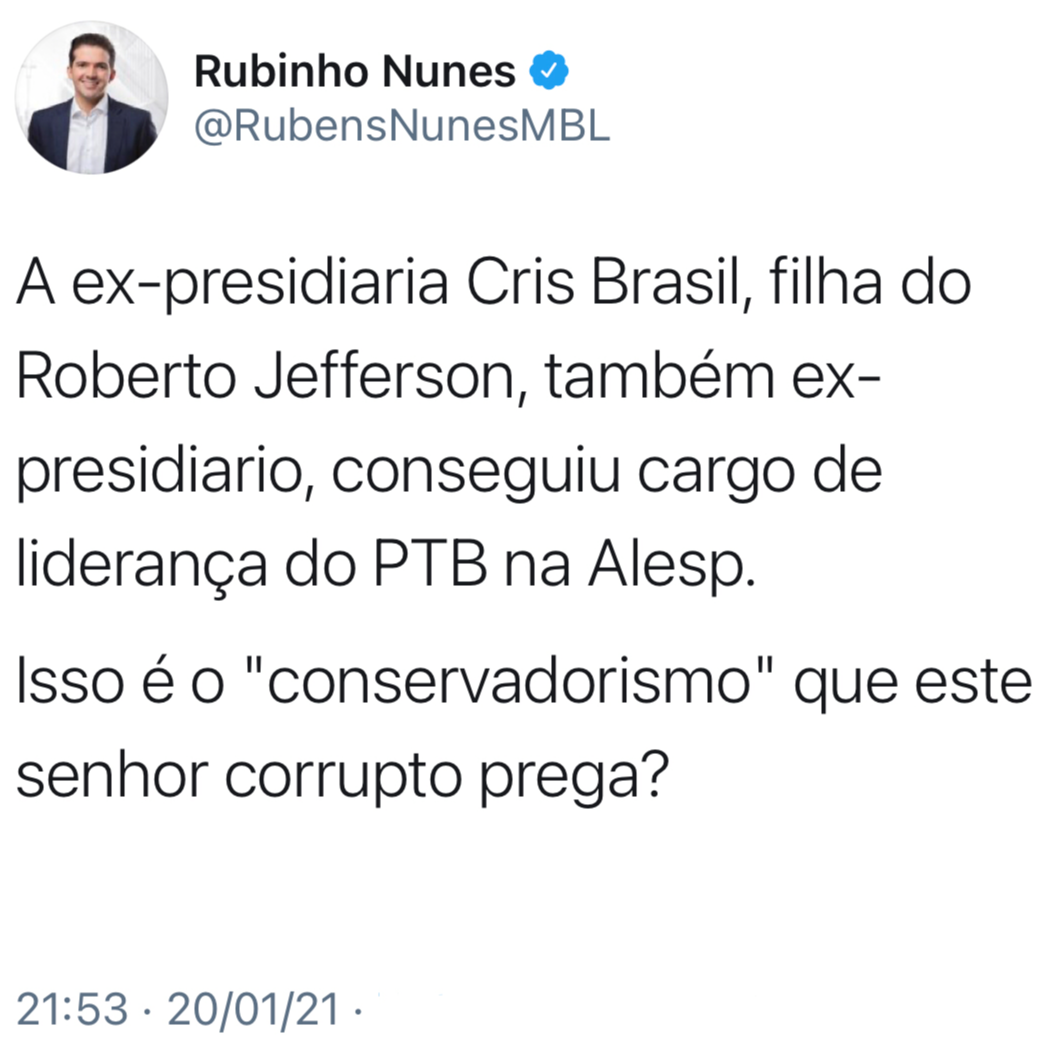 Rubinho Nunes
@RubensNunesMBL
A ex-presidiaria Cris Brasil, filha do
Roberto Jefferson, também ex-
presidiario, conseguiu cargo de
liderança do PTB na Alesp.
Isso é o "conservadorismo" que este
senhor corrupto prega?
21:53 · 20/01/21 ·